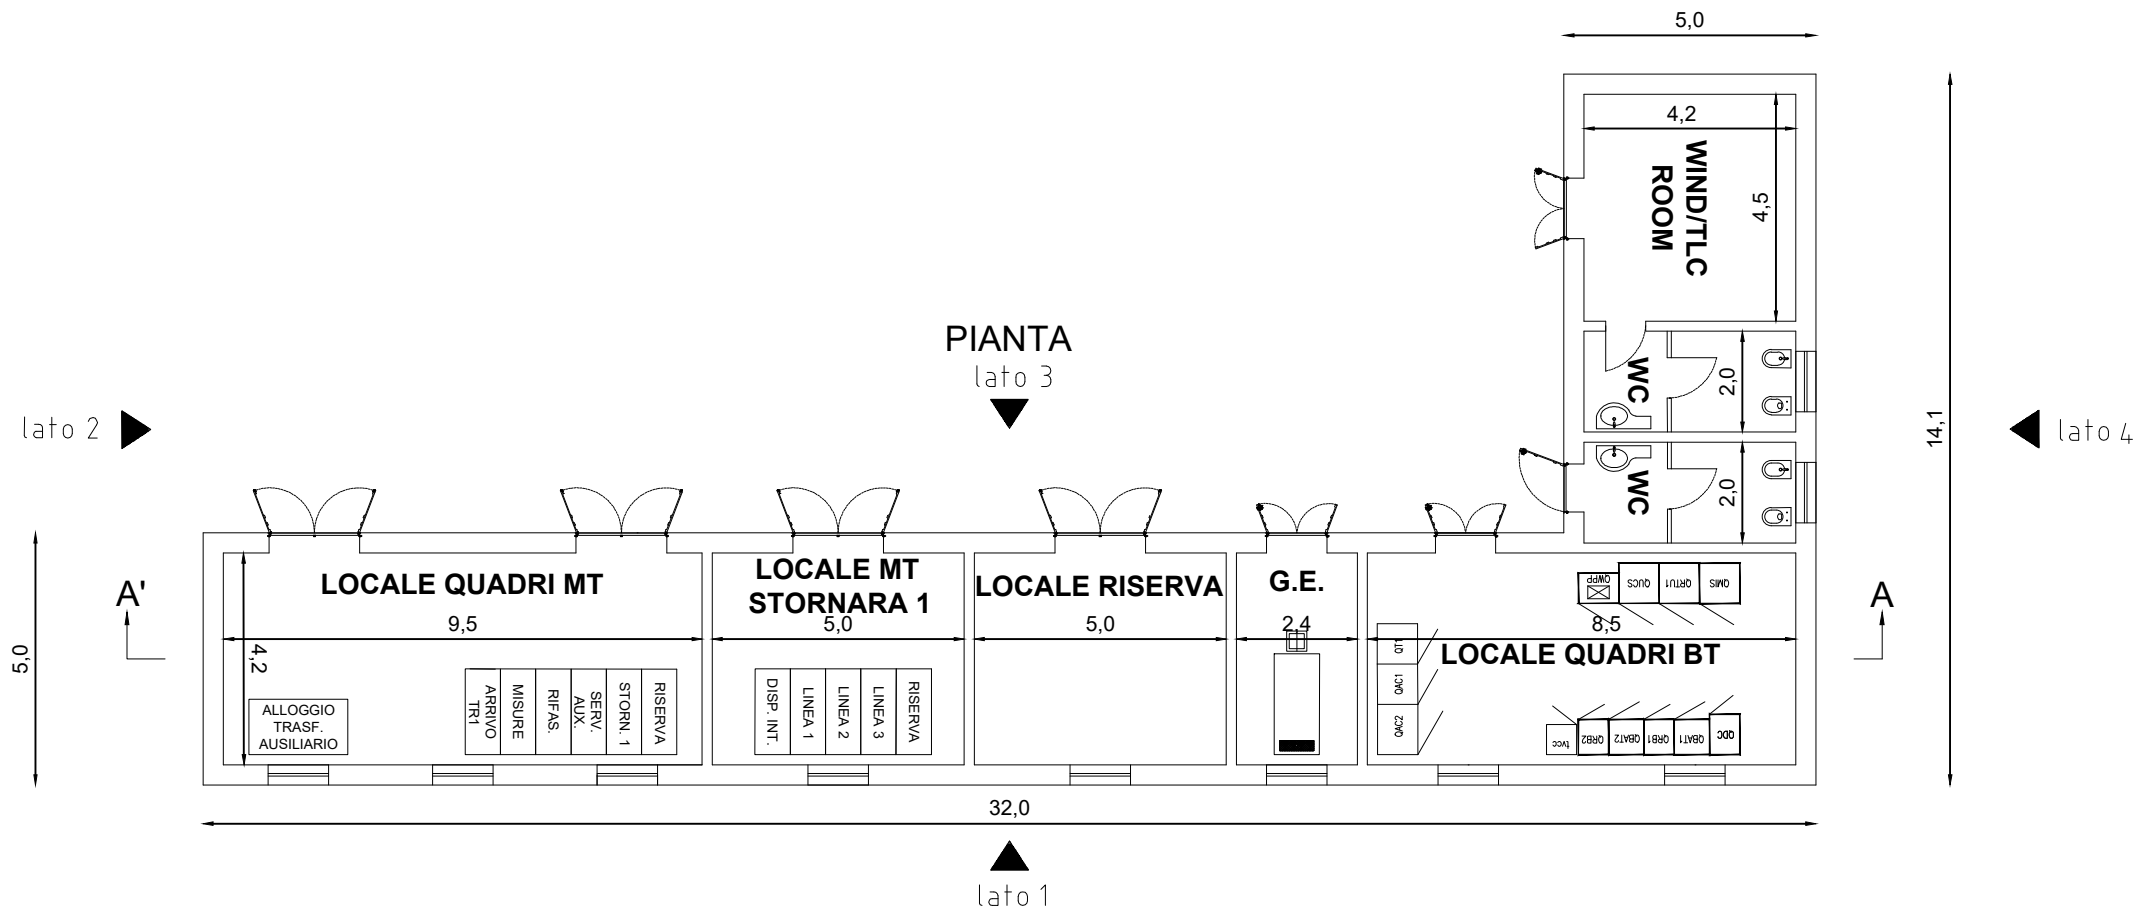 5,0
4,2
WIND/TLC
ROOM
4,5
PIANTA
lato 3
lato 2
lato 4
14,1
WC
2,0
WC
2,0
LOCALE QUADRI MT
LOCALE MT
STORNARA 1
LOCALE RISERVA
G.E.
A'
A
9,5
5,0
5,0
2,4
8,5
5,0
4,2
LOCALE QUADRI BT
QWPP
QUCS
QRTU1
QMIS
QT1
QAC1
QAC2
ALLOGGIO
TRASF.
AUSILIARIO
ARRIVO
TR1
MISURE
RIFAS.
SERV.
AUX.
STORN. 1
RISERVA
DISP. INT.
LINEA 1
LINEA 2
LINEA 3
RISERVA
tvcc
QRB2
QBAT2
QRB1
QBAT1
QDC
32,0
lato 1